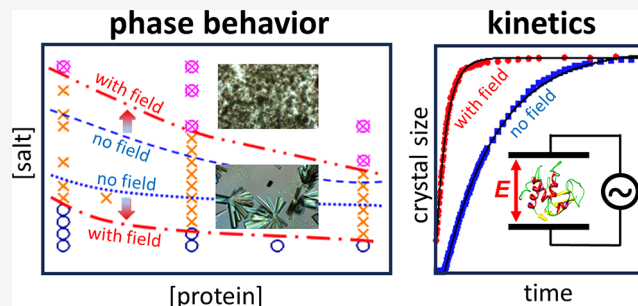 phase behavior
kinetics
with field
no field
no field
with field
[salt]
[protein]
with field
no field
crystal size
E
time